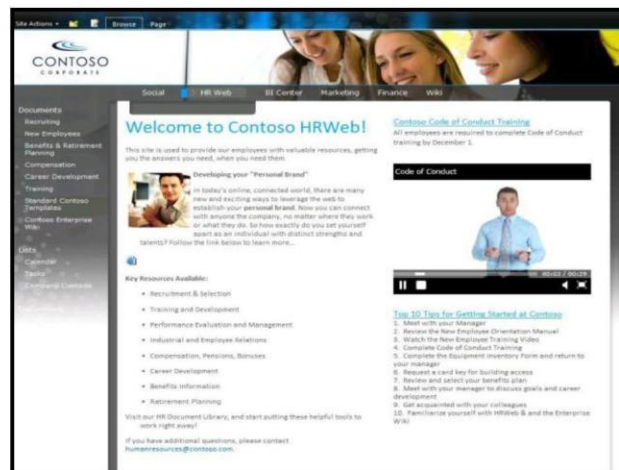 Site Actions
Browse
Page
CONTOSO
CORPORATE
Social
HR Web
BI Center
Marketing
Finance
Wiki
Documents
Recruiting
New Employees
Benefits & Retirement
Planning
Compensation
Career Development
Training
Standard Contoso
Templates
Contoso Enterprise
Wiki
Lists
Calendar
Tasks
Welcome to Contoso HRWeb!
This site is used to provide our employees with valuable resources, getting
you the answers you need, when you need them.
Developing your "Personal Brand"
In today's online, connected world, there are many
new and exciting ways to leverage the web to
establish your personal brand. Now you can connect
with anyone the company, no matter where they work
or what they do. So how exactly do you set yourself
apart as an individual with distinct strengths and
talents? Follow the link below to learn more...
Key Resources Available:
• Recruitment & Selection
• Training and Development
• Performance Evaluation and Management
• Industrial and Employee Relations
• Compensation, Pensions, Bonuses
• Career Development
• Benefits Information
• Retirement Planning
Visit our HR Document Library, and start putting these helpful tools to
work right away!
If you have additional questions, please contact
humanresources@contoso.com.
Contoso Code of Conduct Training
All employees are required to complete Code of Conduct
training by December 1.
Code of Conduct
00:03 / 00:29
Top 10 Tips for Getting Started at Contoso
1. Meet with your Manager
2. Review the New Employee Orientation Manual
3. Watch the New Employee Training Video
4. Complete Code of Conduct Training
5. Complete the Equipment Inventory Form and return to
your manager
6. Request a card key for building access
7. Review and select your benefits plan
8. Meet with your manager to discuss goals and career
development
9. Get acquainted with your colleagues
10. Familiarize yourself with HRWeb & and the Enterprise
Wiki